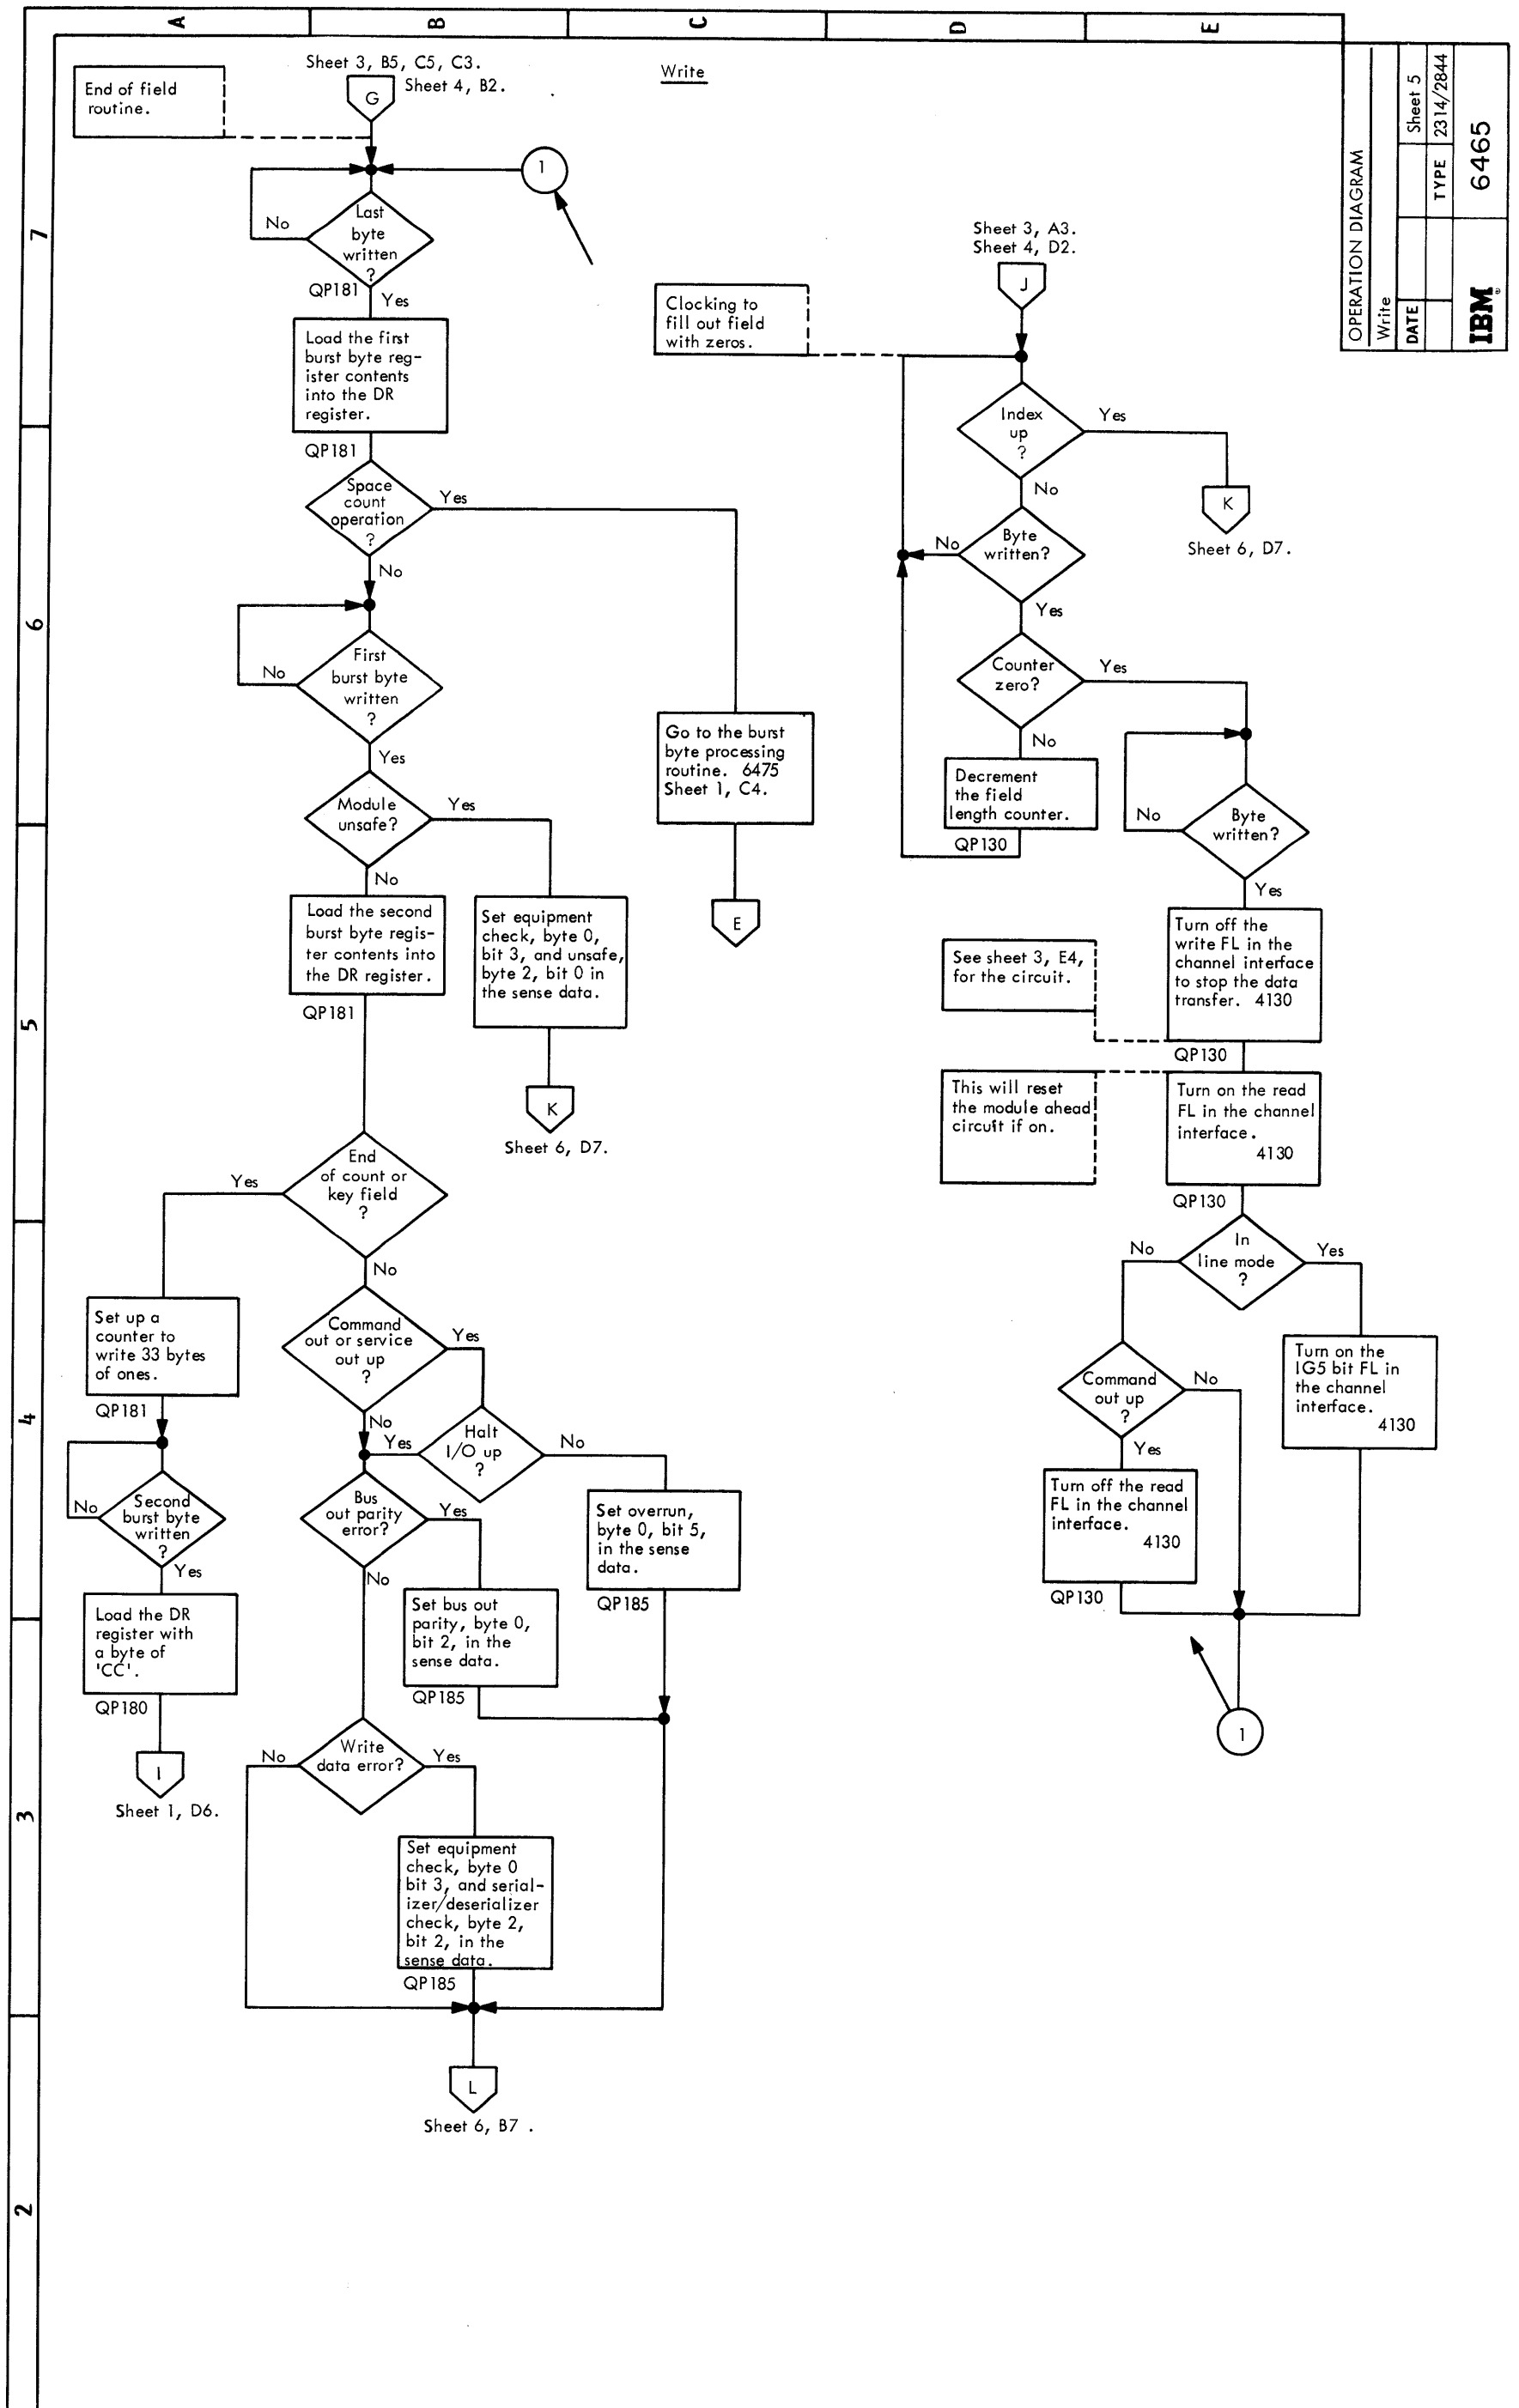 A
B
C
D
E
7
6
5
4
3
2
OPERATION DIAGRAM
Write
DATE
Sheet 5
TYPE
2314/2844
IBM®
6465
Write
End of field
routine.
Sheet 3, B5, C5, C3.
Sheet 4, B2.
G
1
Last
byte
written
?
No
QP181
Yes
Load the first
burst byte reg-
ister contents
into the DR
register.
QP181
Space
count
operation
?
Yes
No
First
burst byte
written
?
No
Yes
Module
unsafe?
Yes
No
Go to the burst
byte processing
routine. 6475
Sheet 1, C4.
E
Load the second
burst byte regis-
ter contents into
the DR register.
QP181
Set equipment
check, byte 0,
bit 3, and unsafe,
byte 2, bit 0 in
the sense data.
K
Sheet 6, D7.
End
of count or
key field
?
Yes
No
Set up a
counter to
write 33 bytes
of ones.
QP181
Second
burst byte
written
?
No
Yes
Load the DR
register with
a byte of
'CC'.
QP180
I
Sheet 1, D6.
Command
out or service
out up
?
Yes
No
Halt
I/O up
?
Yes
No
Bus
out parity
error?
Yes
No
Set overrun,
byte 0, bit 5,
in the sense
data.
QP185
Set bus out
parity, byte 0,
bit 2, in the
sense data.
QP185
Write
data error?
No
Yes
Set equipment
check, byte 0
bit 3, and serial-
izer/deserializer
check, byte 2,
bit 2, in the
sense data.
QP185
L
Sheet 6, B7 .
Sheet 3, A3.
Sheet 4, D2.
J
Clocking to
fill out field
with zeros.
Index
up
?
Yes
No
K
Sheet 6, D7.
Byte
written?
No
Yes
Counter
zero?
Yes
No
Decrement
the field
length counter.
QP130
Byte
written?
No
Yes
Turn off the
write FL in the
channel interface
to stop the data
transfer. 4130
QP130
See sheet 3, E4,
for the circuit.
This will reset
the module ahead
circuit if on.
Turn on the read
FL in the channel
interface.
4130
QP130
In
line mode
?
No
Yes
Command
out up
?
No
Yes
Turn on the
IG5 bit FL in
the channel
interface.
4130
Turn off the read
FL in the channel
interface.
4130
QP130
1